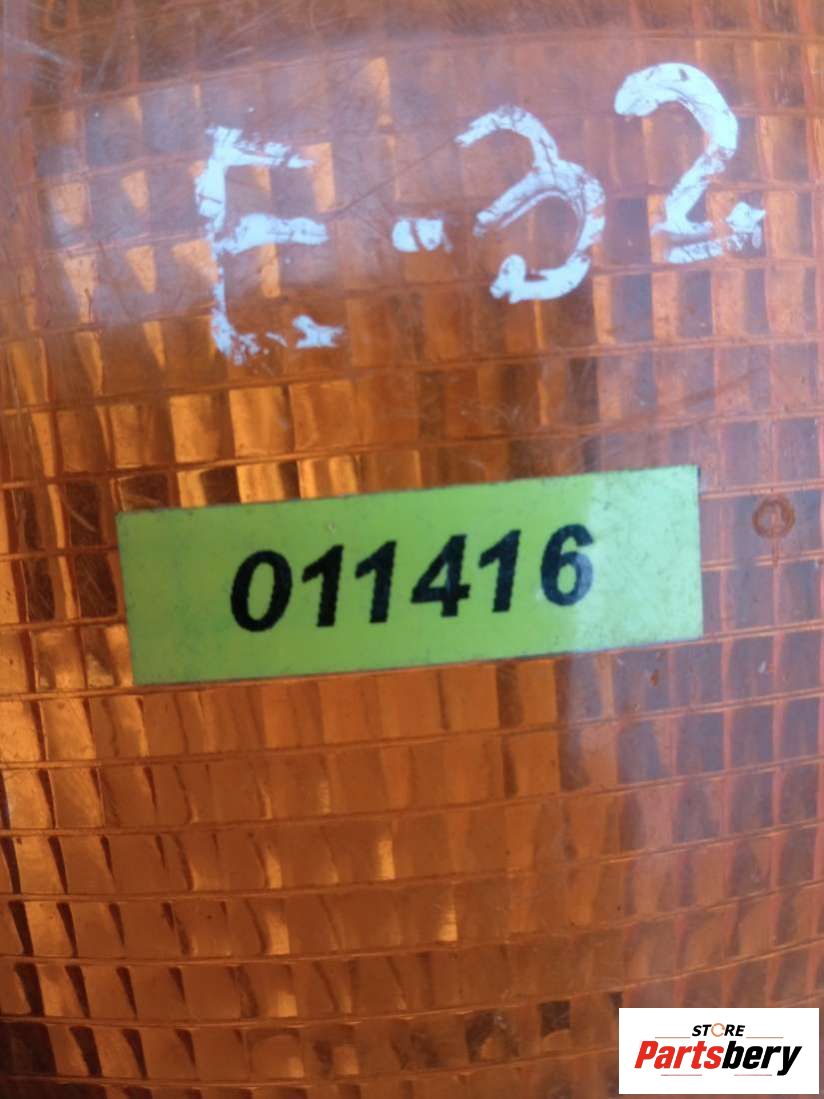 E-32
011416
STORE
Partsbery